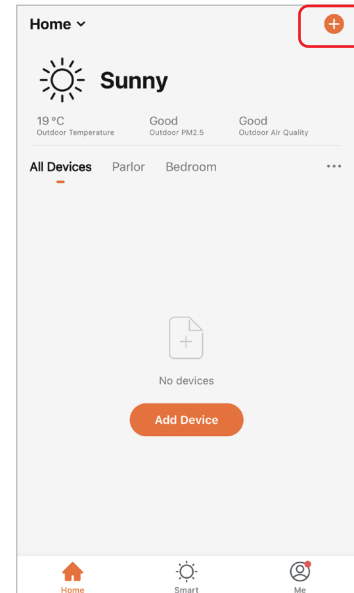 Home
Sunny
19 °C Good Good
Outdoor Temperature Outdoor PM2.5 Outdoor Air Quality
All Devices Parlor Bedroom ...
No devices
Add Device
Home Smart Me